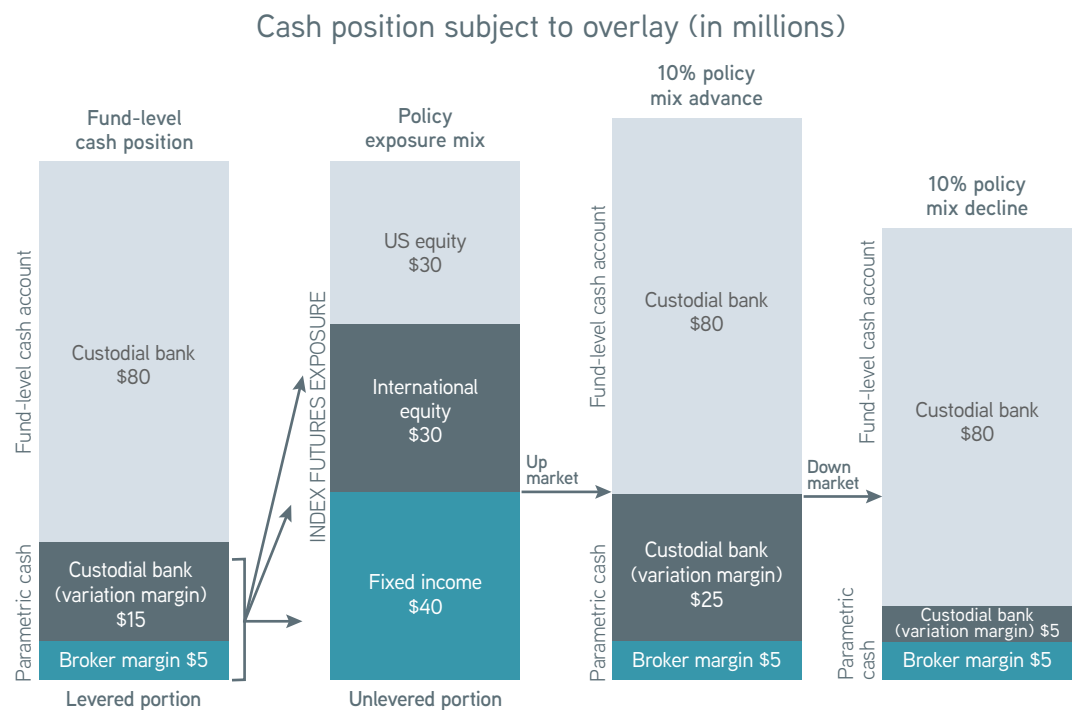 Cash position subject to overlay (in millions)
Fund-level
cash position
Fund-level cash account
Custodial bank
$80
Parametric cash
Custodial bank
(variation margin)
$15
Broker margin $5
Levered portion
Policy
exposure mix
INDEX FUTURES EXPOSURE
US equity
$30
International
equity
$30
Fixed income
$40
Unlevered portion
Up
market
10% policy
mix advance
Fund-level cash account
Custodial bank
$80
Parametric cash
Custodial bank
(variation margin)
$25
Broker margin $5
Down
market
10% policy
mix decline
Fund-level cash account
Custodial bank
$80
Parametric
cash
Custodial bank
(variation margin) $5
Broker margin $5